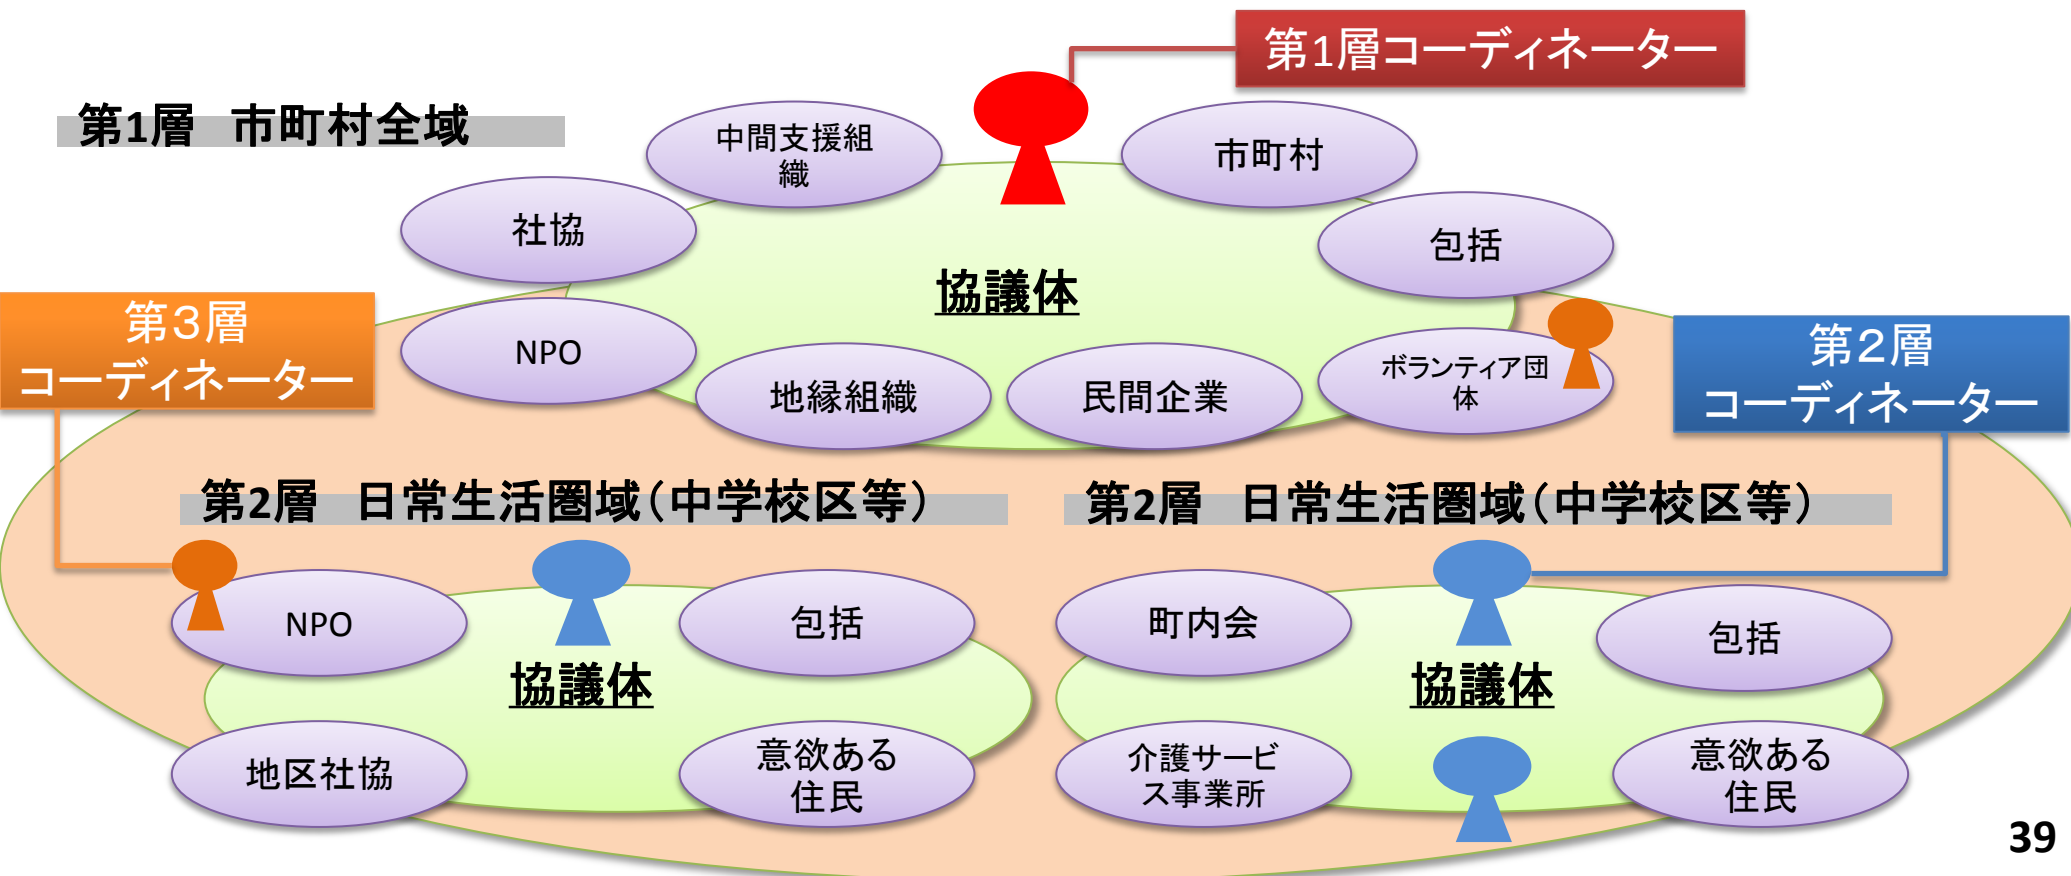 第1層コーディネーター
第1層　市町村全域
中間支援組
織
市町村
社協
包括
協議体
第３層
コーディネーター
NPO
地縁組織
民間企業
ボランティア団
体
第２層
コーディネーター
第2層　日常生活圏域（中学校区等）
第2層　日常生活圏域（中学校区等）
NPO
包括
協議体
地区社協
意欲ある
住民
町内会
包括
協議体
介護サービ
ス事業所
意欲ある
住民
39